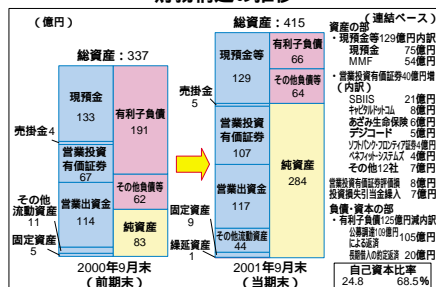 （億円）
総資産：337
総資産：415
現預金
133
売掛金4
営業投資
有価証券
67
営業出資金
114
その他
流動資産
11
固定資産
5
有利子負債
191
その他負債等
62
純資産
83
2000年9月末
（前期末）
現預金等
129
売掛金
5
営業投資
有価証券
107
営業出資金
117
固定資産
9
その他流動資産
44
繰延資産
1
有利子負債
66
その他負債等
64
純資産
284
2001年9月末
（当期末）
（連結ベース）
資産の部
・現預金等129億円内訳
現預金 75億円
MMF 54億円
・営業投資有価証券40億円増
（内訳）
SBIIS 21億円
キャピタルドットコム 8億円
あざみ生命保険 6億円
デジコード 5億円
ソフトバンク・フロンティア証券 4億円
ベネフィット・システムズ 4億円
その他12社 7億円
営業投資有価証券評価損 8億円
投資損失引当金繰入 7億円
負債・資本の部
・有利子負債125億円減内訳
公募調達109億円
による返済 105億円
長期借入の約定返済 20億円
自己資本比率
24.8 68.5%